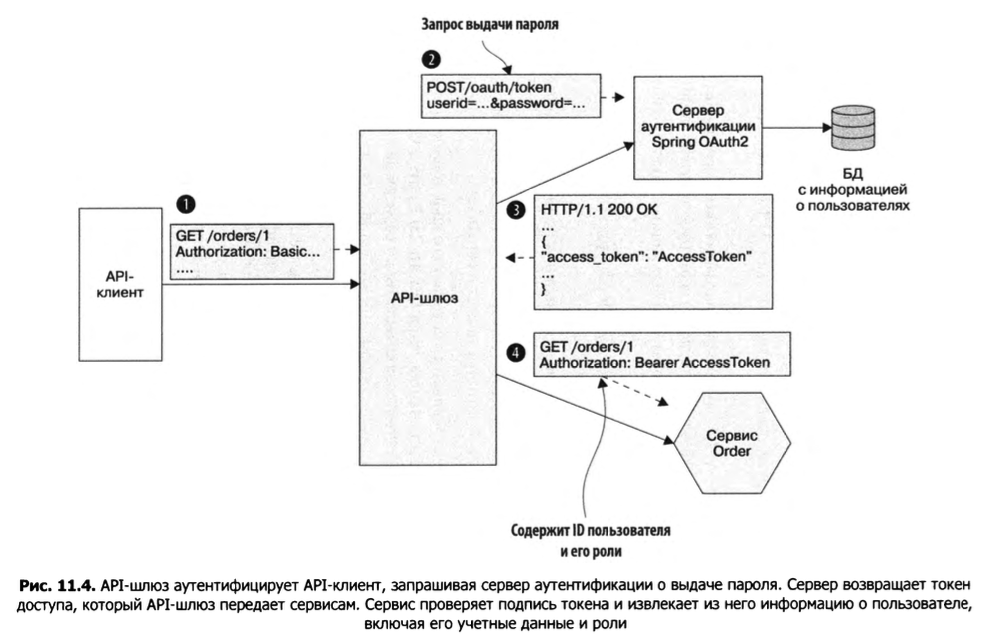 Запрос выдачи пароля
2
POST/oauth/token
userid=...&password=...
Сервер
аутентификации
Spring OAuth2
БД
с информацией
о пользователях
1
GET /orders/1
Authorization: Basic...
....
API-
клиент
API-шлюз
3
HTTP/1.1 200 OK
...
{
"access_token": "AccessToken"
...
}
4
GET /orders/1
Authorization: Bearer AccessToken
Сервис
Order
Содержит ID пользователя
и его роли
Рис. 11.4. API-шлюз аутентифицирует API-клиент, запрашивая сервер аутентификации о выдаче пароля. Сервер возвращает токен
доступа, который API-шлюз передает сервисам. Сервис проверяет подпись токена и извлекает из него информацию о пользователе,
включая его учетные данные и роли